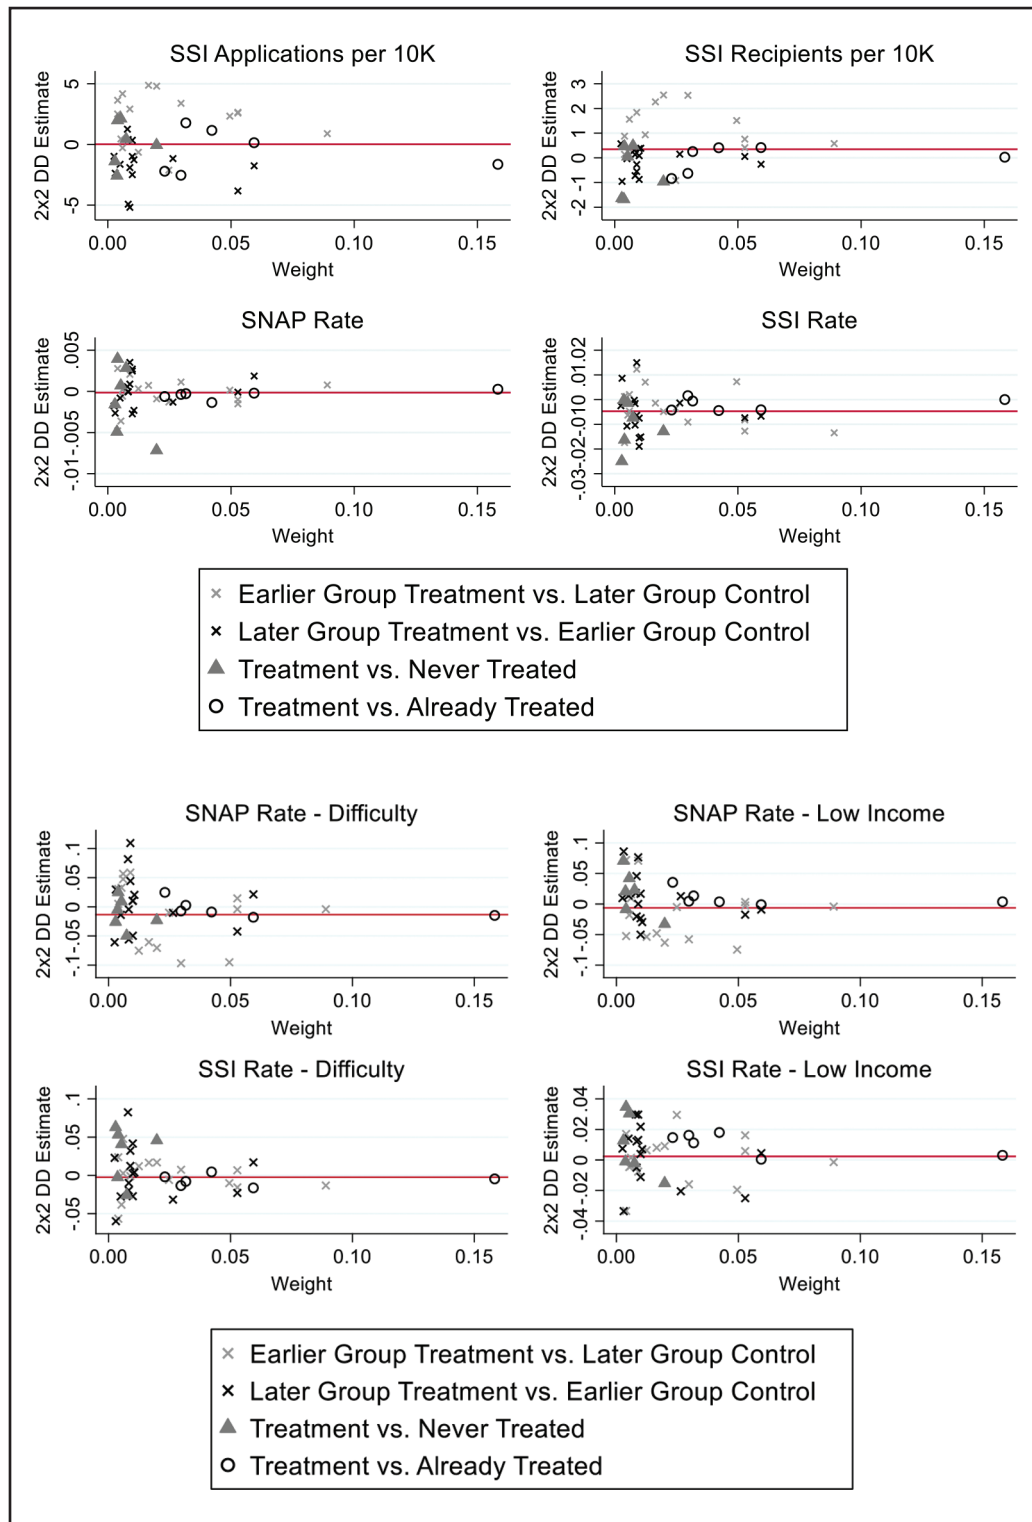 SSI Applications per 10K
SSI Recipients per 10K
2x2 DD Estimate
5
0
-5
0.00 0.05 0.10 0.15
Weight
2x2 DD Estimate
3
2
1
0
-1
-2
0.00 0.05 0.10 0.15
Weight
SNAP Rate
SSI Rate
2x2 DD Estimate
.005
0
-.005
-.01
0.00 0.05 0.10 0.15
Weight
2x2 DD Estimate
.02
.01
0
-.01
-.02
-.03
0.00 0.05 0.10 0.15
Weight
Earlier Group Treatment vs. Later Group Control
Later Group Treatment vs. Earlier Group Control
Treatment vs. Never Treated
Treatment vs. Already Treated
SNAP Rate - Difficulty
SNAP Rate - Low Income
2x2 DD Estimate
.1
.05
0
-.05
-.1
0.00 0.05 0.10 0.15
Weight
2x2 DD Estimate
.1
.05
0
-.05
-.1
0.00 0.05 0.10 0.15
Weight
SSI Rate - Difficulty
SSI Rate - Low Income
2x2 DD Estimate
.1
.05
0
-.05
0.00 0.05 0.10 0.15
Weight
2x2 DD Estimate
.04
.02
0
-.02
-.04
0.00 0.05 0.10 0.15
Weight
Earlier Group Treatment vs. Later Group Control
Later Group Treatment vs. Earlier Group Control
Treatment vs. Never Treated
Treatment vs. Already Treated